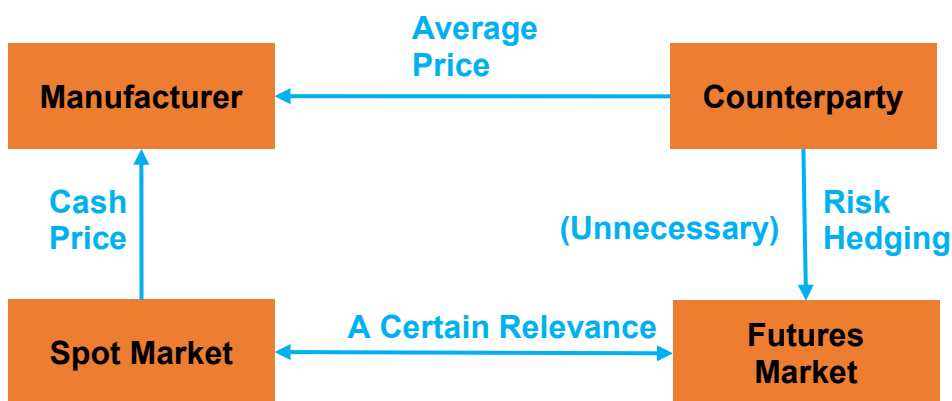 Average
Price
Manufacturer
Counterparty
Cash
Price
(Unnecessary)
Risk
Hedging
Spot Market
A Certain Relevance
Futures
Market